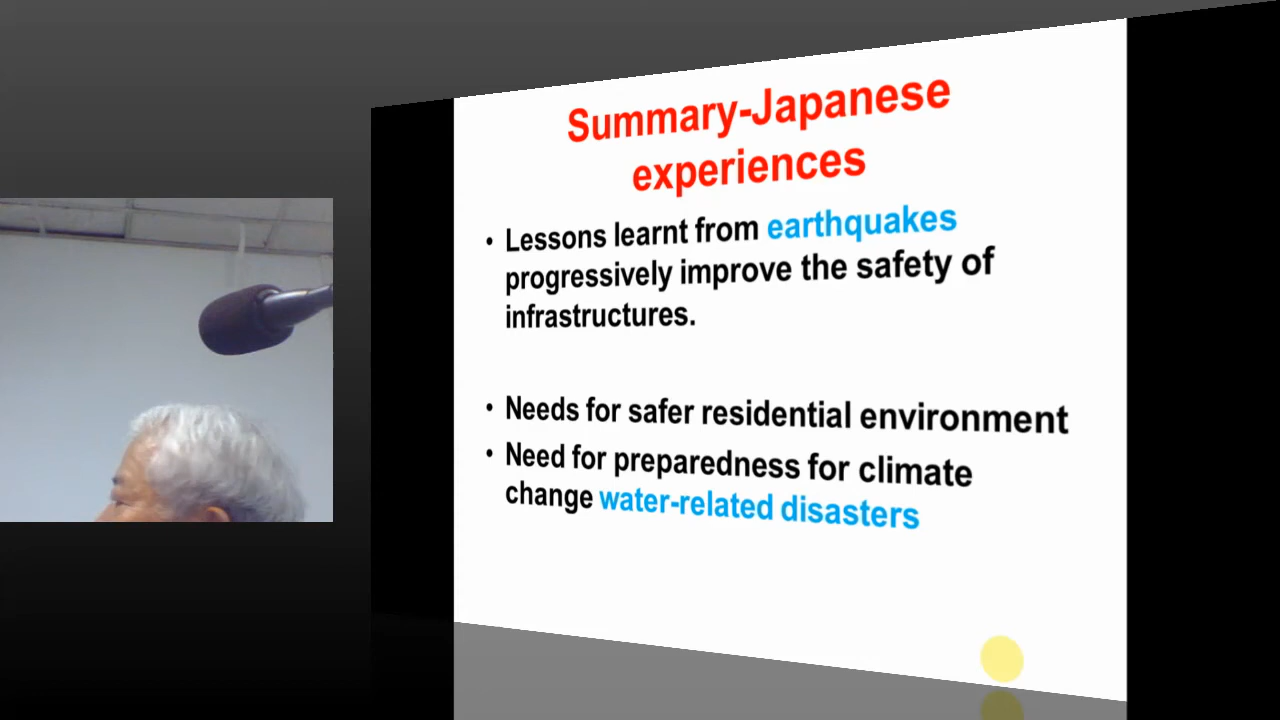 Summary-Japanese
experiences
• Lessons learnt from earthquakes
progressively improve the safety of
infrastructures.
• Needs for safer residential environment
• Need for preparedness for climate
change water-related disasters